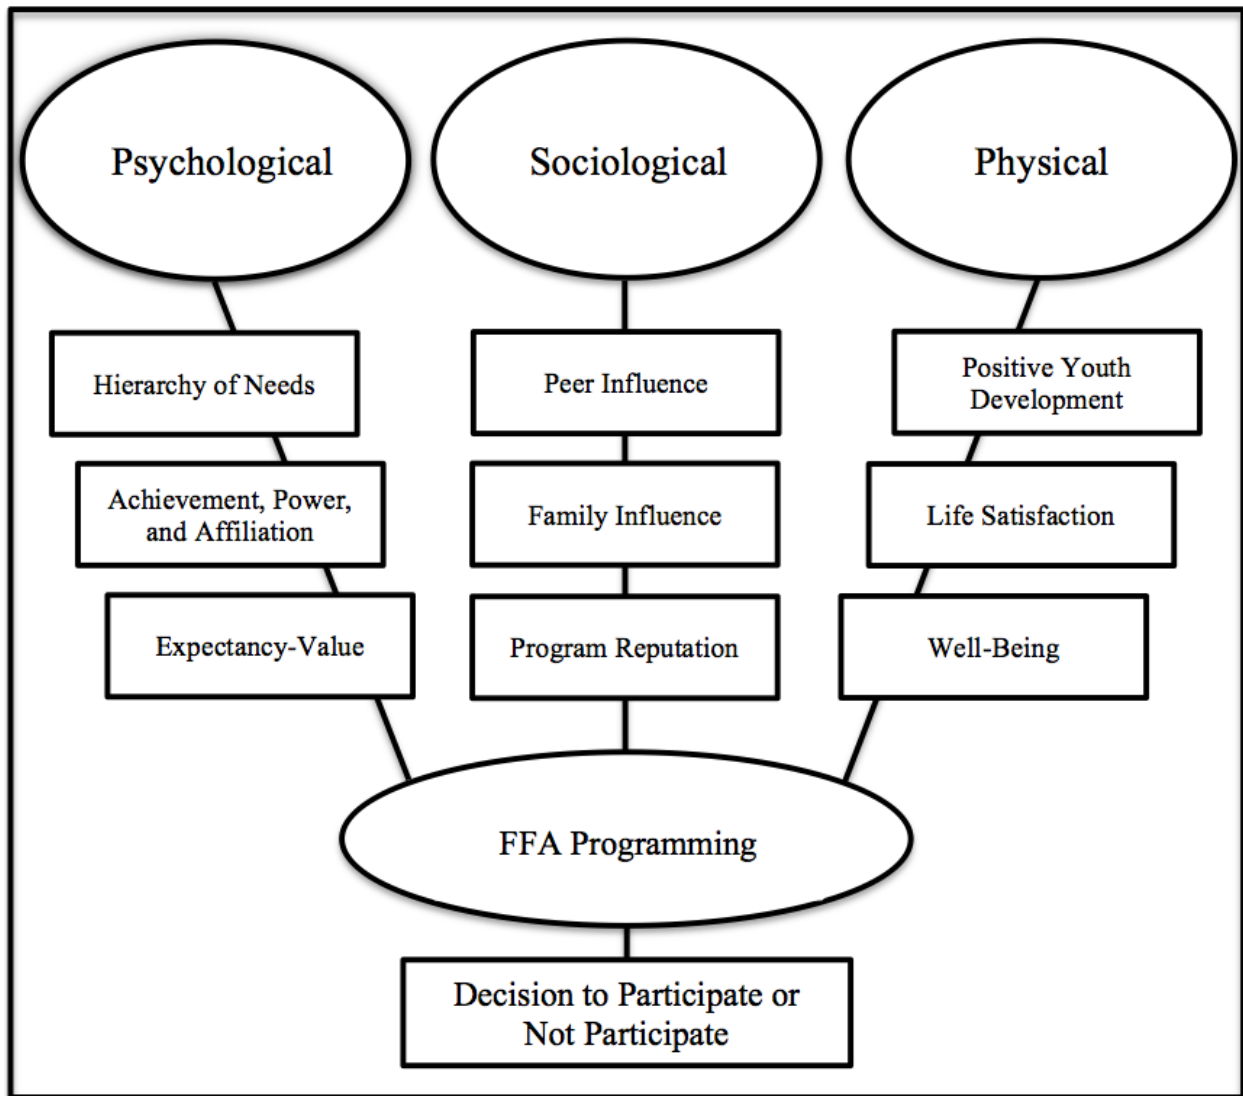 Psychological
Sociological
Physical
Hierarchy of Needs
Peer Influence
Positive Youth
Development
Achievement, Power,
and Affiliation
Family Influence
Life Satisfaction
Expectancy-Value
Program Reputation
Well-Being
FFA Programming
Decision to Participate or
Not Participate